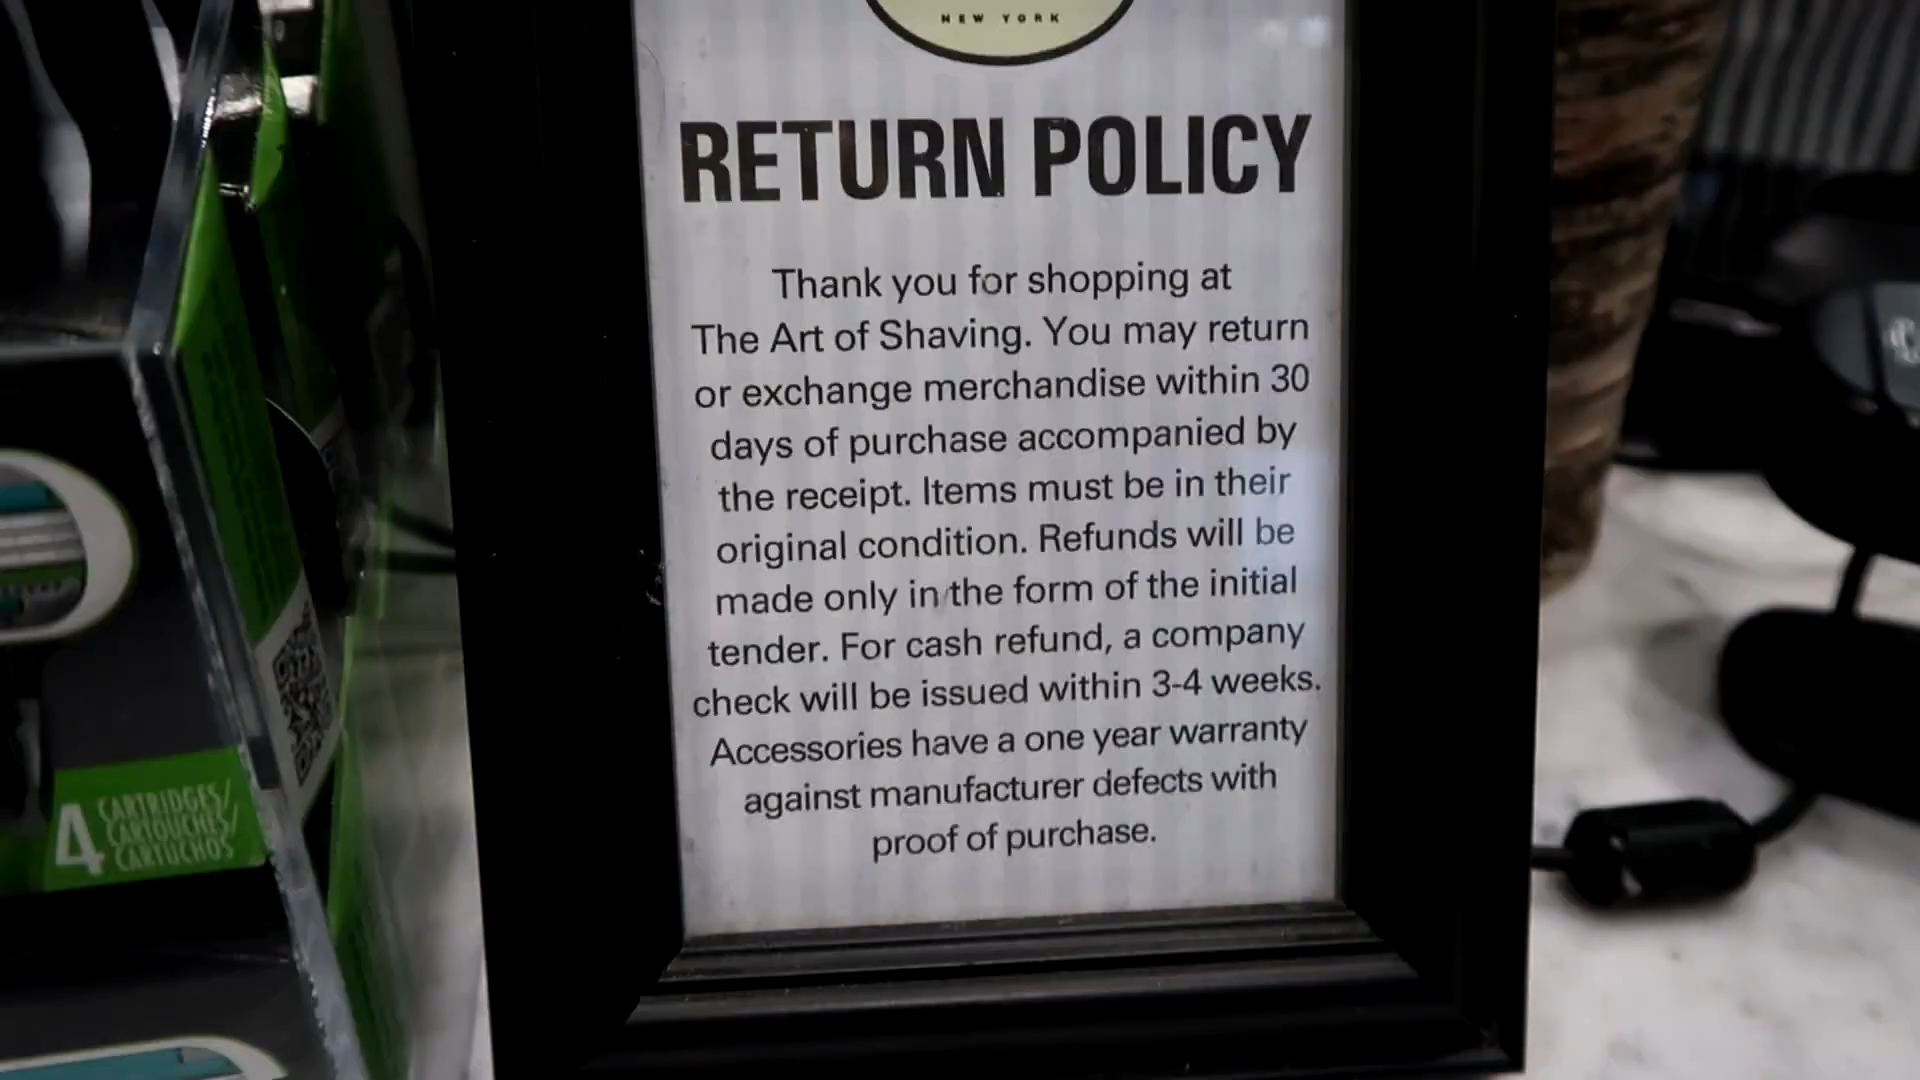 NEW YORK
RETURN POLICY
Thank you for shopping at
The Art of Shaving. You may return
or exchange merchandise within 30
days of purchase accompanied by
the receipt. Items must be in their
original condition. Refunds will be
made only in the form of the initial
tender. For cash refund, a company
check will be issued within 3-4 weeks.
Accessories have a one year warranty
against manufacturer defects with
proof of purchase.
4 CARTRIDGES/
CARTOUCHES/
CARTUCHOS